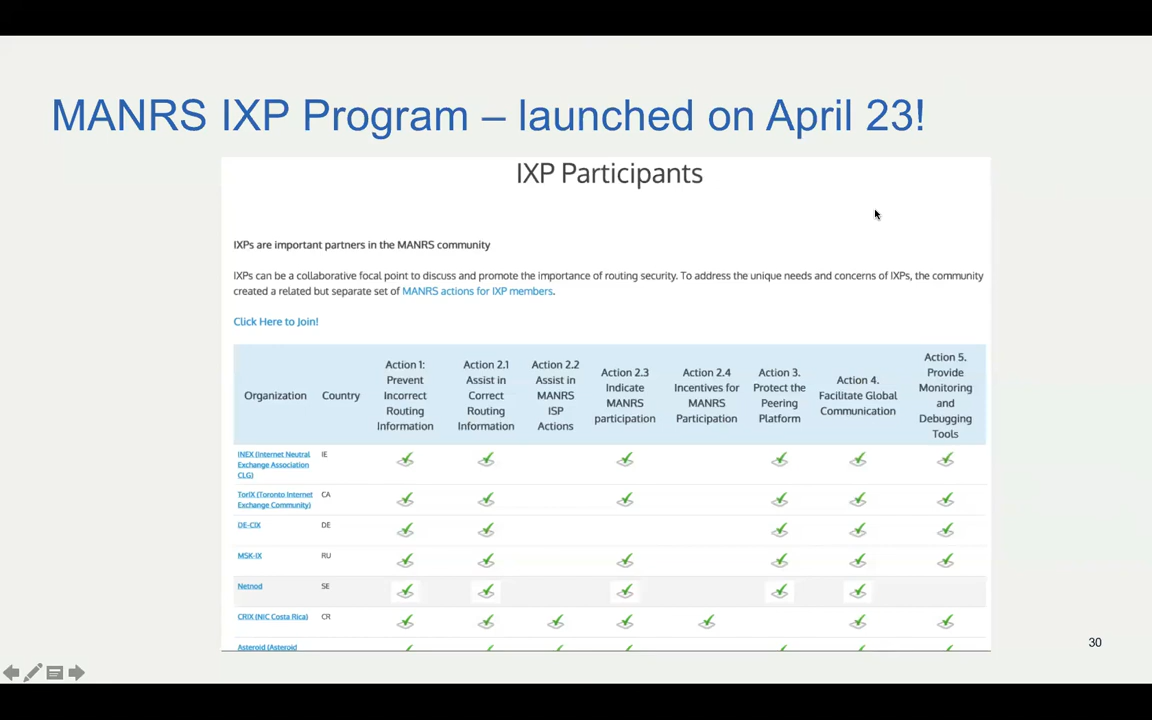 MANRS IXP Program – launched on April 23!
IXP Participants
IXPs are important partners in the MANRS community
IXPs can be a collaborative focal point to discuss and promote the importance of routing security. To address the unique needs and concerns of IXPs, the community
created a related but separate set of MANRS actions for IXP members.
Click Here to Join!
Organization
Country
Action 1:
Prevent
Incorrect
Routing
Information
Action 2.1
Assist in
Correct
Routing
Information
Action 2.2
Assist in
MANRS
ISP
Actions
Action 2.3
Indicate
MANRS
participation
Action 2.4
Incentives for
MANRS
Participation
Action 3.
Protect the
Peering
Platform
Action 4.
Facilitate Global
Communication
Action 5.
Provide
Monitoring
and
Debugging
Tools
INEX (Internet Neutral
Exchange Association
CLG)
IE
TorIX (Toronto Internet
Exchange Community)
CA
DE-CIX
DE
MSK-IX
RU
Netnod
SE
CRIX (NIC Costa Rica)
CR
Asteroid (Asteroid
30